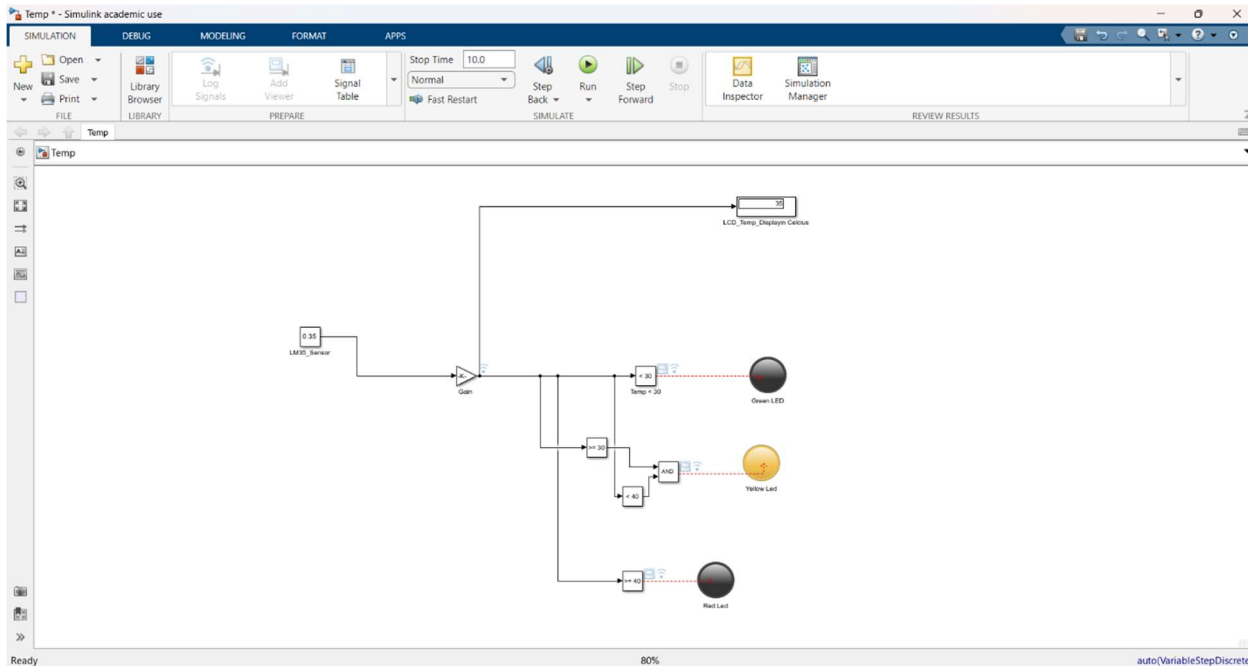 Temp * - Simulink academic use
SIMULATION DEBUG MODELING FORMAT APPS
New
Open
Save
Print
FILE
Library Browser
LIBRARY
Log Signals
Add Viewer
Signal Table
PREPARE
Stop Time 10.0
Normal
Fast Restart
Step Back
Run
Step Forward
Stop
SIMULATE
Data Inspector
Simulation Manager
REVIEW RESULTS
Temp
Temp
35
LCD_Temp_Displayin Celcius
0.35
LM35_Sensor
-K-
Gain
< 30
Temp < 30
Green LED
>= 30
AND
Yellow Led
< 40
>= 40
Red Led
Ready
80%
auto(VariableStepDiscrete